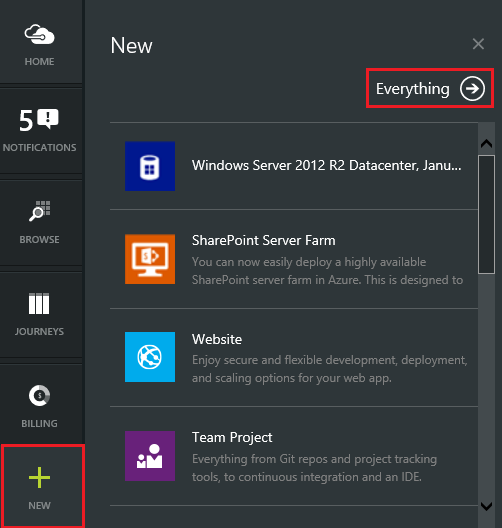 HOME
5
NOTIFICATIONS
BROWSE
JOURNEYS
BILLING
NEW
New
Everything
Windows Server 2012 R2 Datacenter, Janu...
SharePoint Server Farm
You can now easily deploy a highly available
SharePoint server farm in Azure. This is designed to
Website
Enjoy secure and flexible development, deployment,
and scaling options for your web app.
Team Project
Everything from Git repos and project tracking
tools, to continuous integration and an IDE.